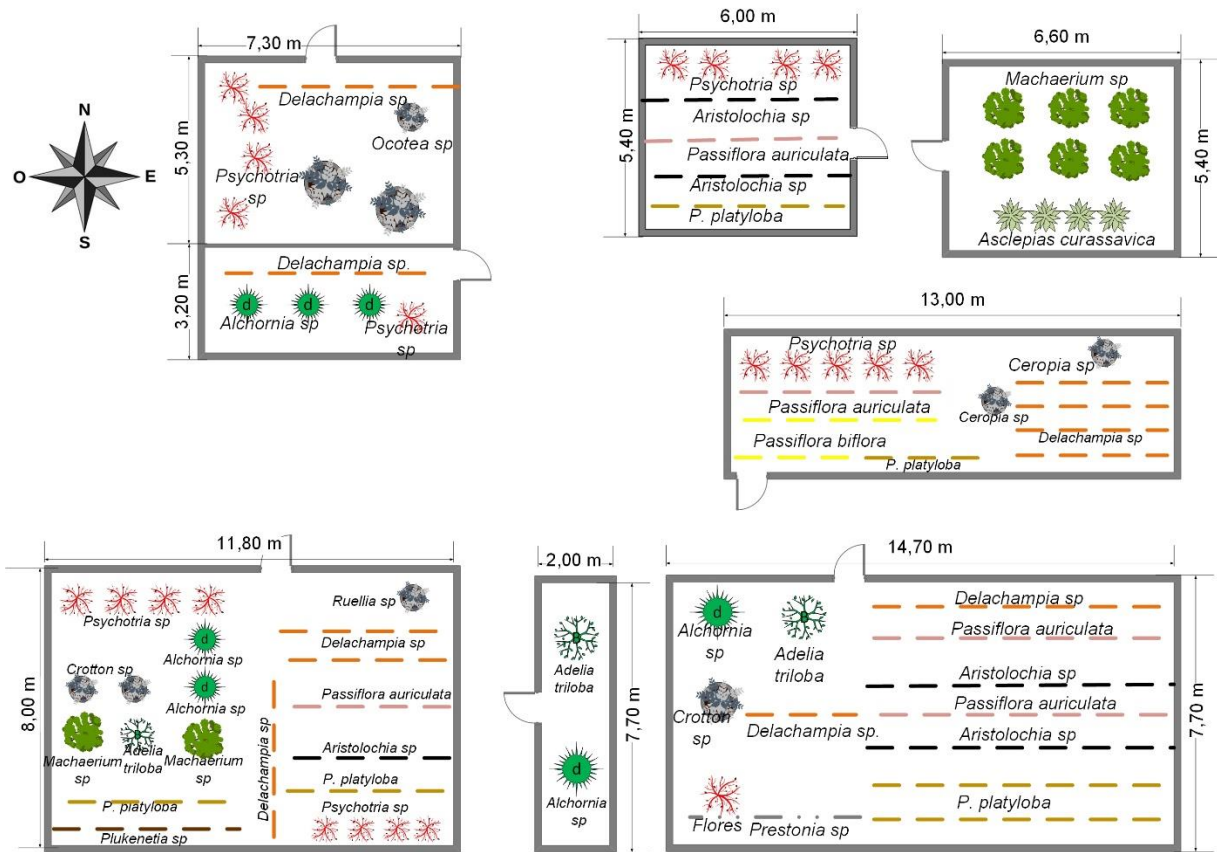 7,30 m
5,30 m
3,20 m
N
O
E
S
Delachampia sp
Ocotea sp
Psychotria
sp
Delachampia sp.
d
d
d
Alchornia sp
Psychotria
sp
6,00 m
5,40 m
Psychotria sp
Aristolochia sp
Passiflora auriculata
Aristolochia sp
P. platyloba
6,60 m
5,40 m
Machaerium sp
Asclepias curassavica
13,00 m
Psychotria sp
Ceropia sp
Passiflora auriculata
Ceropia sp
Passiflora biflora
Delachampia sp
P. platyloba
11,80 m
8,00 m
Psychotria sp
Ruellia sp
d
Alchornia sp
Delachampia sp
Crotton sp
d
Alchornia sp
Passiflora auriculata
B
Machaerium
sp
Adelia
triloba
Machaerium
sp
Delachampia sp
Aristolochia sp
P. platyloba
P. platyloba
Psychotria sp
Plukenetia sp
2,00 m
7,70 m
B
Adelia
triloba
d
Alchornia
sp
14,70 m
7,70 m
d
Alchornia
sp
B
Adelia
triloba
Delachampia sp
Passiflora auriculata
Aristolochia sp
Crotton
sp
Delachampia sp.
Passiflora auriculata
Aristolochia sp
P. platyloba
Flores
Prestonia sp